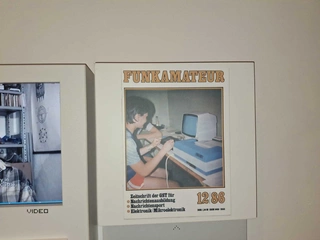 FUNKAMATEUR
Zeitschrift der GST für
Nachrichtenausbildung
Nachrichtensport
Elektronik/Mikroelektronik
12 86
VIDEO